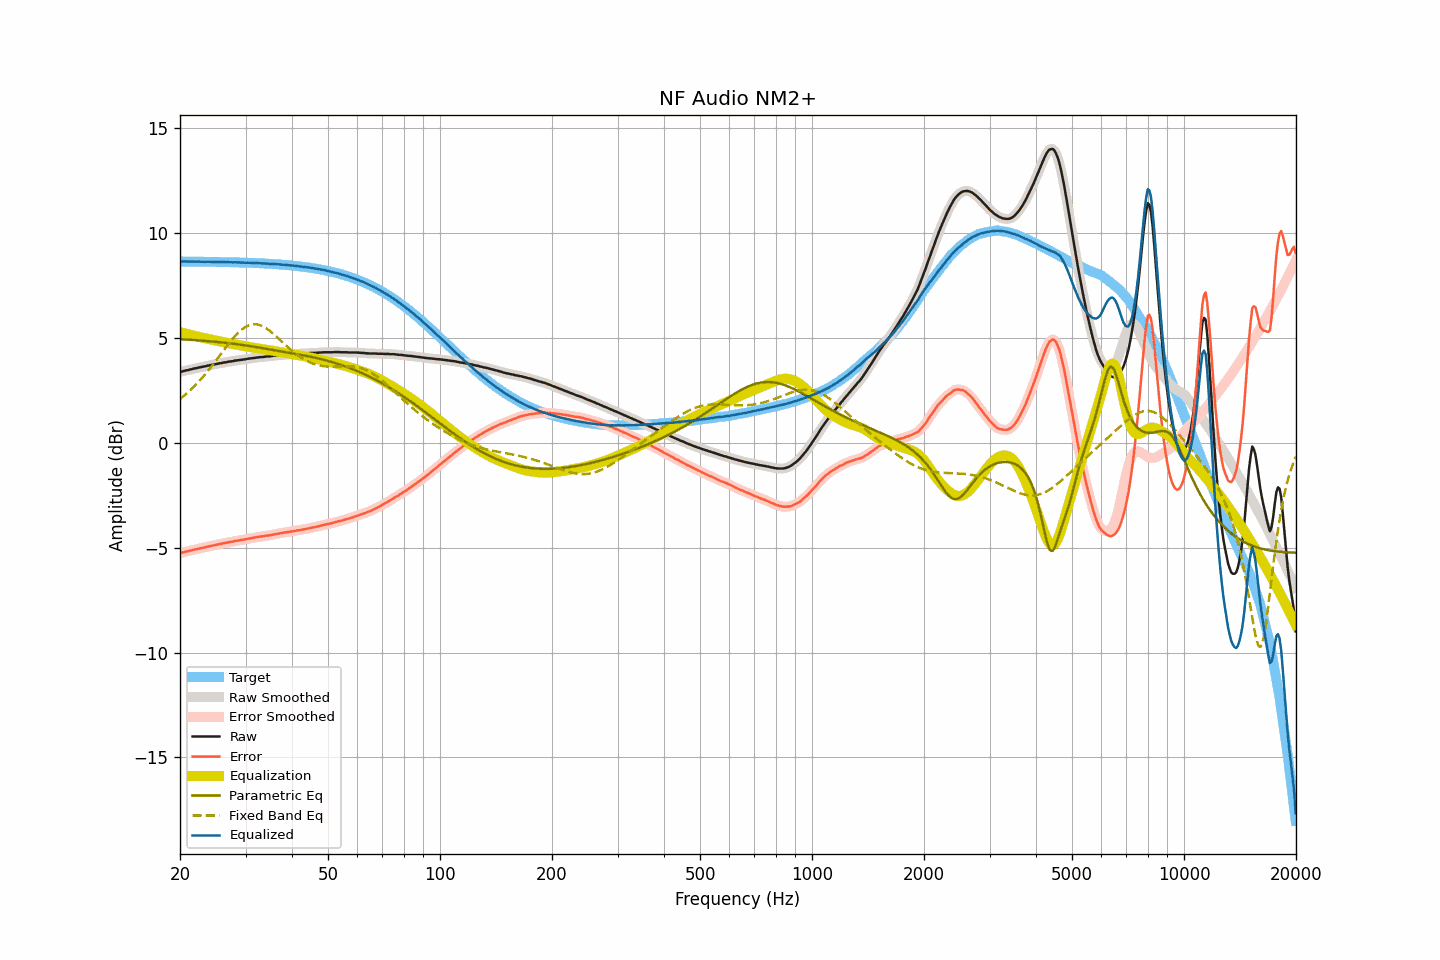 NF Audio NM2+
15
10
5
0
−5
−10
−15
Amplitude (dBr)
Target
Raw Smoothed
Error Smoothed
Raw
Error
Equalization
Parametric Eq
Fixed Band Eq
Equalized
20 50 100 200 500 1000 2000 5000 10000 20000
Frequency (Hz)